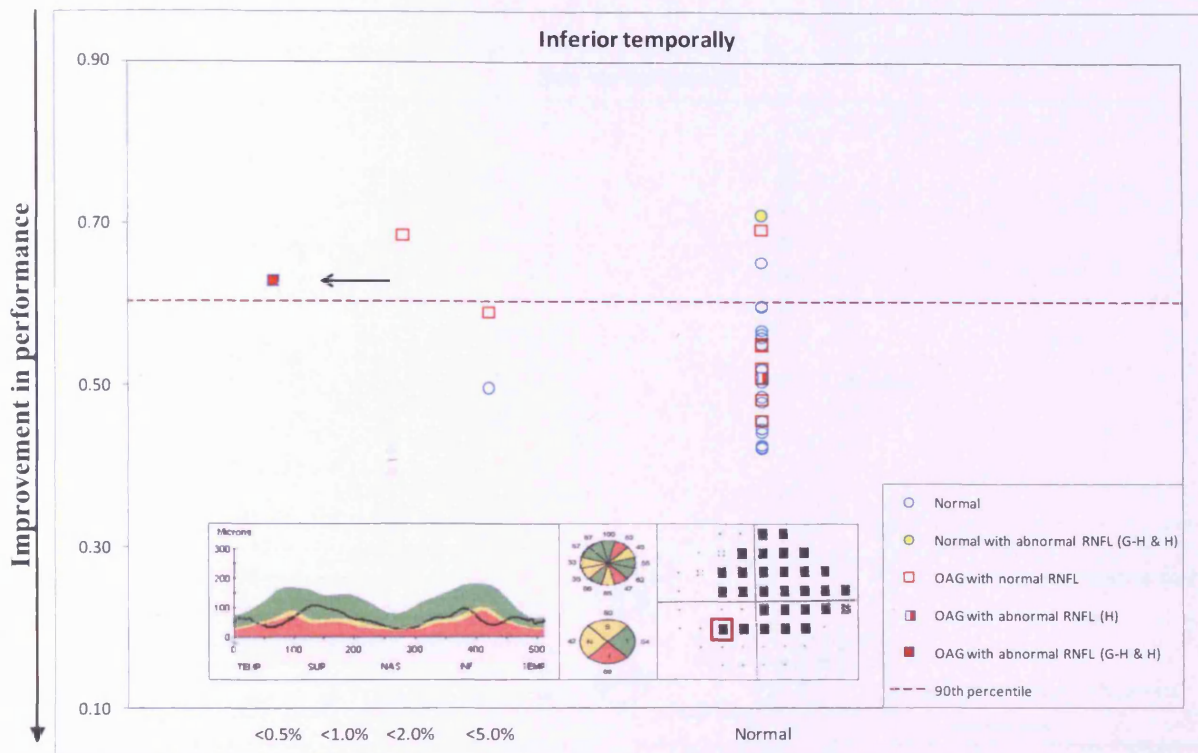 Inferior temporally
Improvement in performance
0.90
0.70
0.50
0.30
0.10
Microns
300
200
100
0
0 100 200 300 400 500
TEMP SUP NAS INF TEMP
100
Normal
Normal with abnormal RNFL (G-H & H)
OAG with normal RNFL
OAG with abnormal RNFL (H)
OAG with abnormal RNFL (G-H & H)
90th percentile
<0.5% <1.0% <2.0% <5.0% Normal